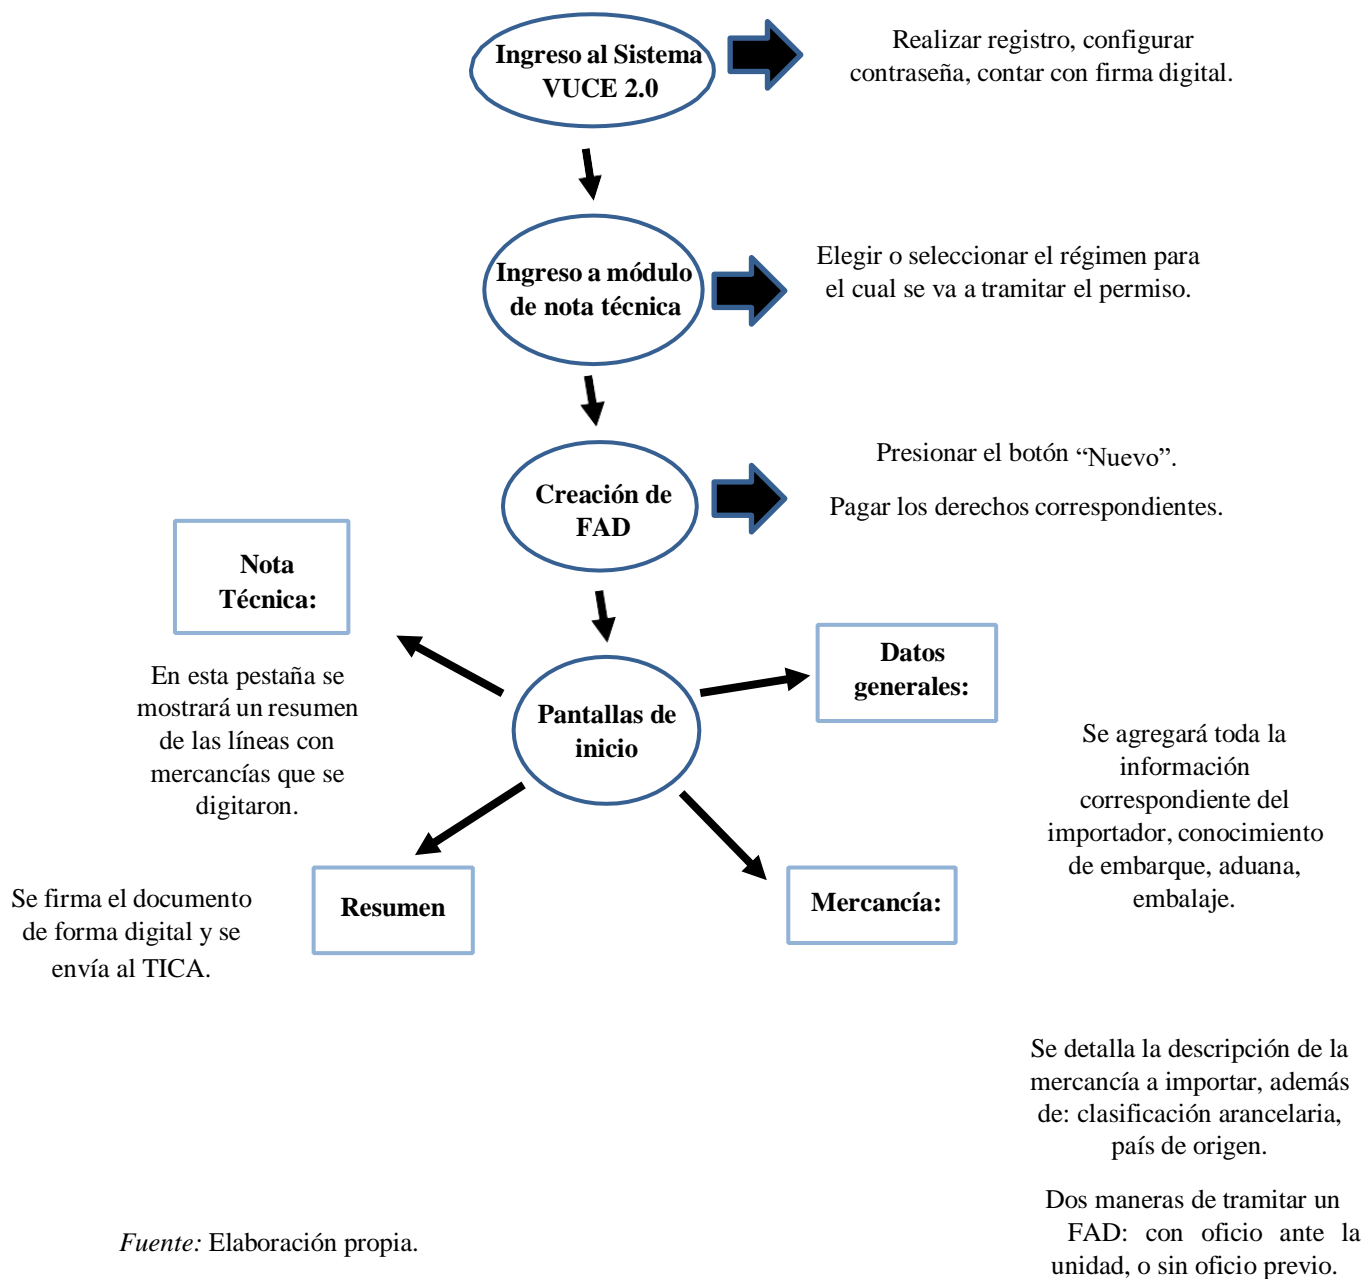 Ingreso al Sistema
VUCE 2.0
Realizar registro, configurar
contraseña, contar con firma digital.
Ingreso a módulo
de nota técnica
Elegir o seleccionar el régimen para
el cual se va a tramitar el permiso.
Creación de
FAD
Presionar el botón “Nuevo”.
Pagar los derechos correspondientes.
Nota
Técnica:
En esta pestaña se
mostrará un resumen
de las líneas con
mercancías que se
digitaron.
Pantallas de
inicio
Datos
generales:
Se agregará toda la
información
correspondiente del
importador, conocimiento
de embarque, aduana,
embalaje.
Resumen
Se firma el documento
de forma digital y se
envía al TICA.
Mercancía:
Se detalla la descripción de la
mercancía a importar, además
de: clasificación arancelaria,
país de origen.
Dos maneras de tramitar un
FAD: con oficio ante la
unidad, o sin oficio previo.
Fuente: Elaboración propia.